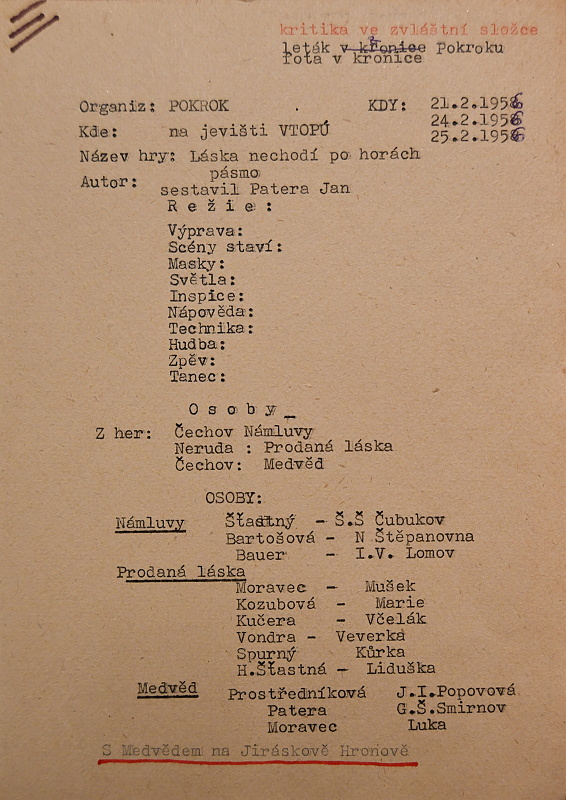 kritika ve zvláštní složce
leták v kronice Pokroku
fota v kronice
Organiz: POKROK . KDY: 21.2.1956
24.2.1956
Kde: na jevišti VTOPÚ 25.2.1956
Název hry: Láska nechodí po horách
pásmo
Autor: sestavil Patera Jan
R e ž i e :
Výprava:
Scény staví:
Masky:
Světla:
Inspice:
Nápověda:
Technika:
Hudba:
Zpěv:
Tanec:
O s o b y _
Z her: Čechov Námluvy
Neruda : Prodaná láska
Čechov: Medvěd
OSOBY:
Námluvy Šťastný - Š.Š Čubukov
Bartošová - N Štěpanovna
Bauer - I.V. Lomov
Prodaná láska
Moravec - Mušek
Kozubová - Marie
Kučera - Včelák
Vondra - Veverka
Spurný Kůrka
H.Šťastná - Liduška
Medvěd Prostředníková J.I.Popovová
Patera G.Š.Smirnov
Moravec Luka
S Medvědem na Jiráskově Hronově